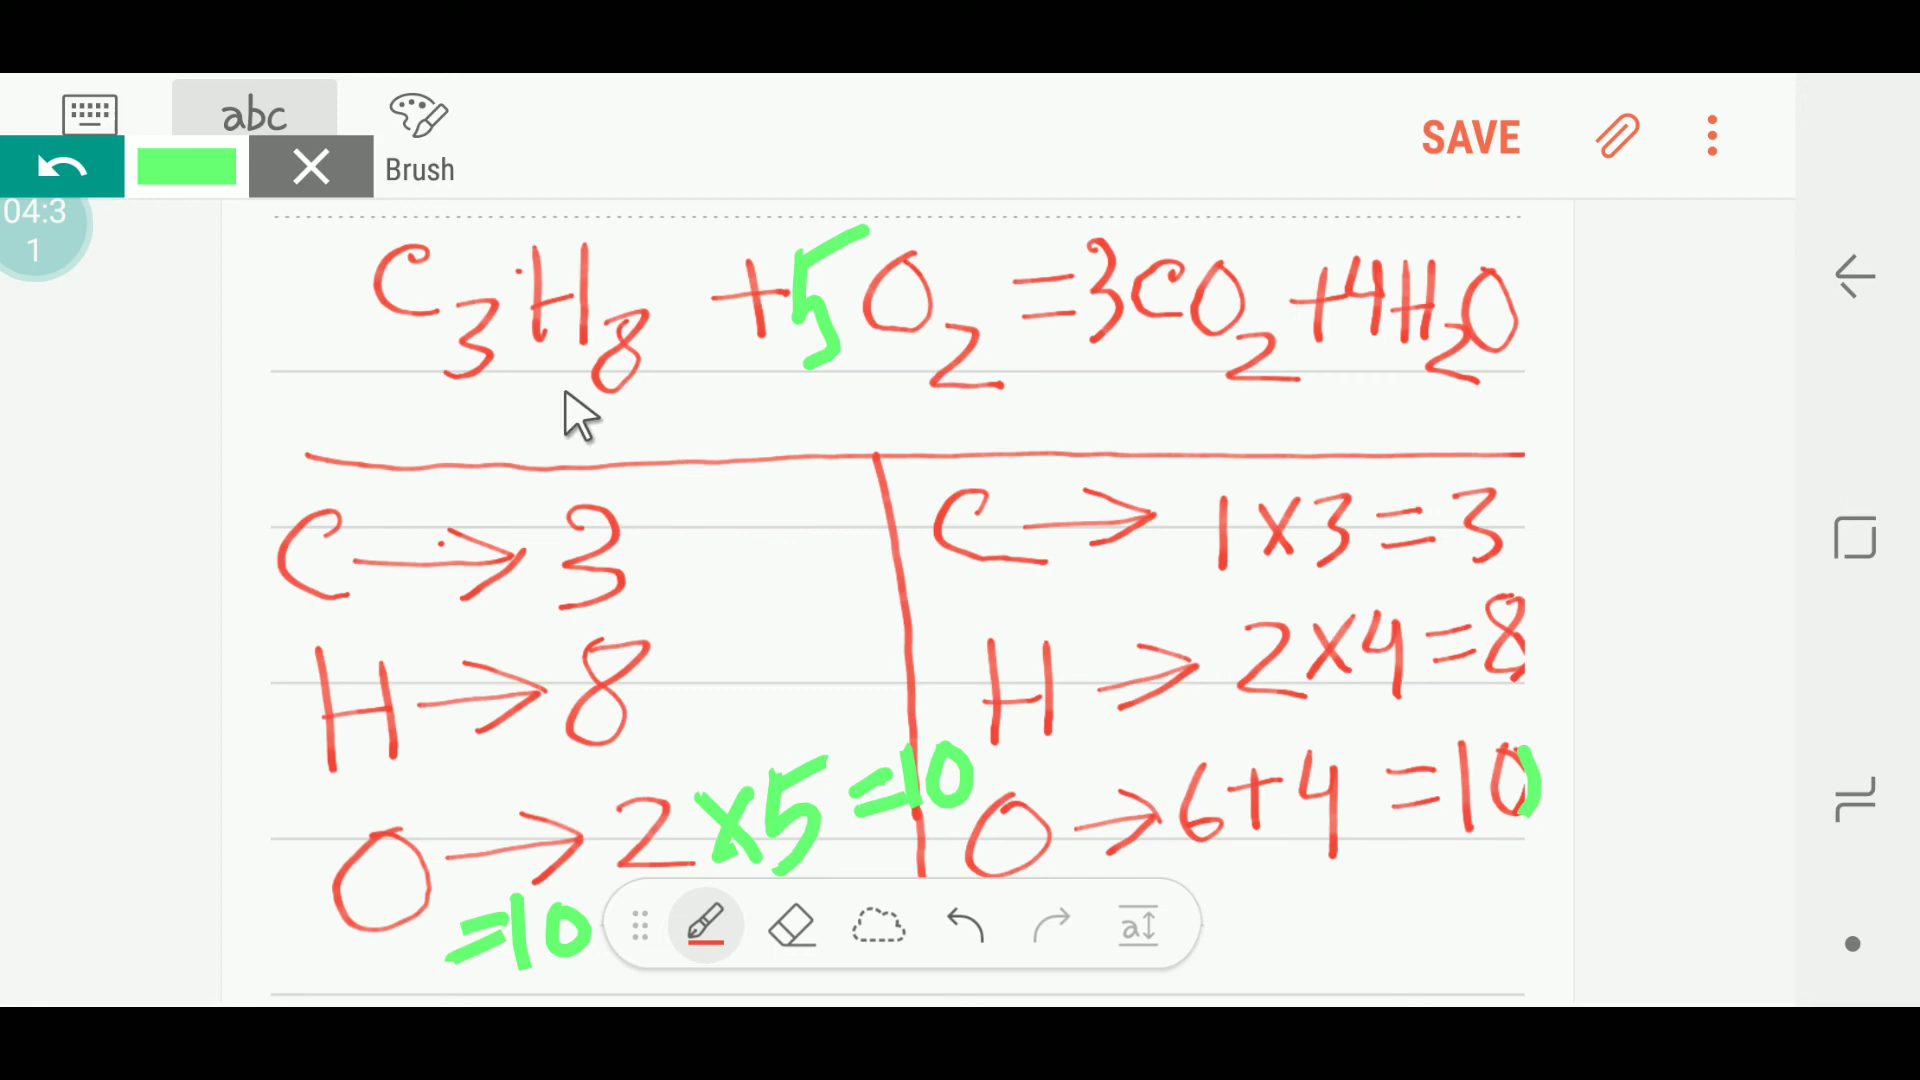 abc
Brush
SAVE
04:3
1
C3H8 +5O2 =3CO2+4H2O
C→3
C→1×3=3
H→8
H→2×4=8
O→2×5=10
O→6+4=10
=10
a